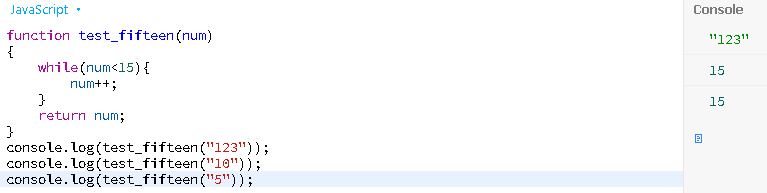 JavaScript
Console
function test_fifteen(num)
{
    while(num<15){
        num++;
    }
    return num;
}
console.log(test_fifteen("123"));
console.log(test_fifteen("10"));
console.log(test_fifteen("5"));
"123"
15
15